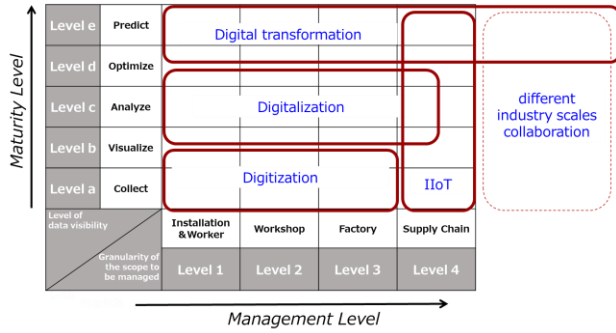 Maturity Level
Level e
Predict
Digital transformation
Level d
Optimize
Level c
Analyze
Digitalization
different
industry scales
collaboration
Level b
Visualize
Level a
Collect
Digitization
IIoT
Level of
data visibility
Installation
&Worker
Workshop
Factory
Supply Chain
Granularity of
the scope to
be managed
Level 1
Level 2
Level 3
Level 4
Management Level